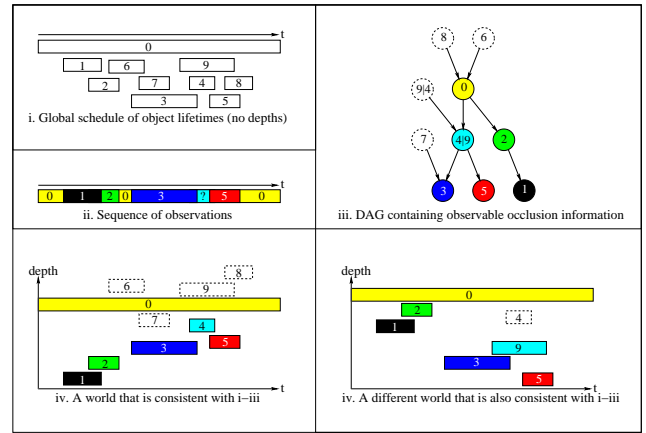 t
0
1 6 9
2 7 4 8
3 5
i. Global schedule of object lifetimes (no depths)
t
0 1 2 0 3 ? 5 0
ii. Sequence of observations
8 6
9|4 0
7 4|9 2
3 5 1
iii. DAG containing observable occlusion information
depth
8
6 9
0
7 4
3 5
2
1
t
iv. A world that is consistent with i−iii
depth
0
2
1 4
9
3
5
t
iv. A different world that is also consistent with i−iii